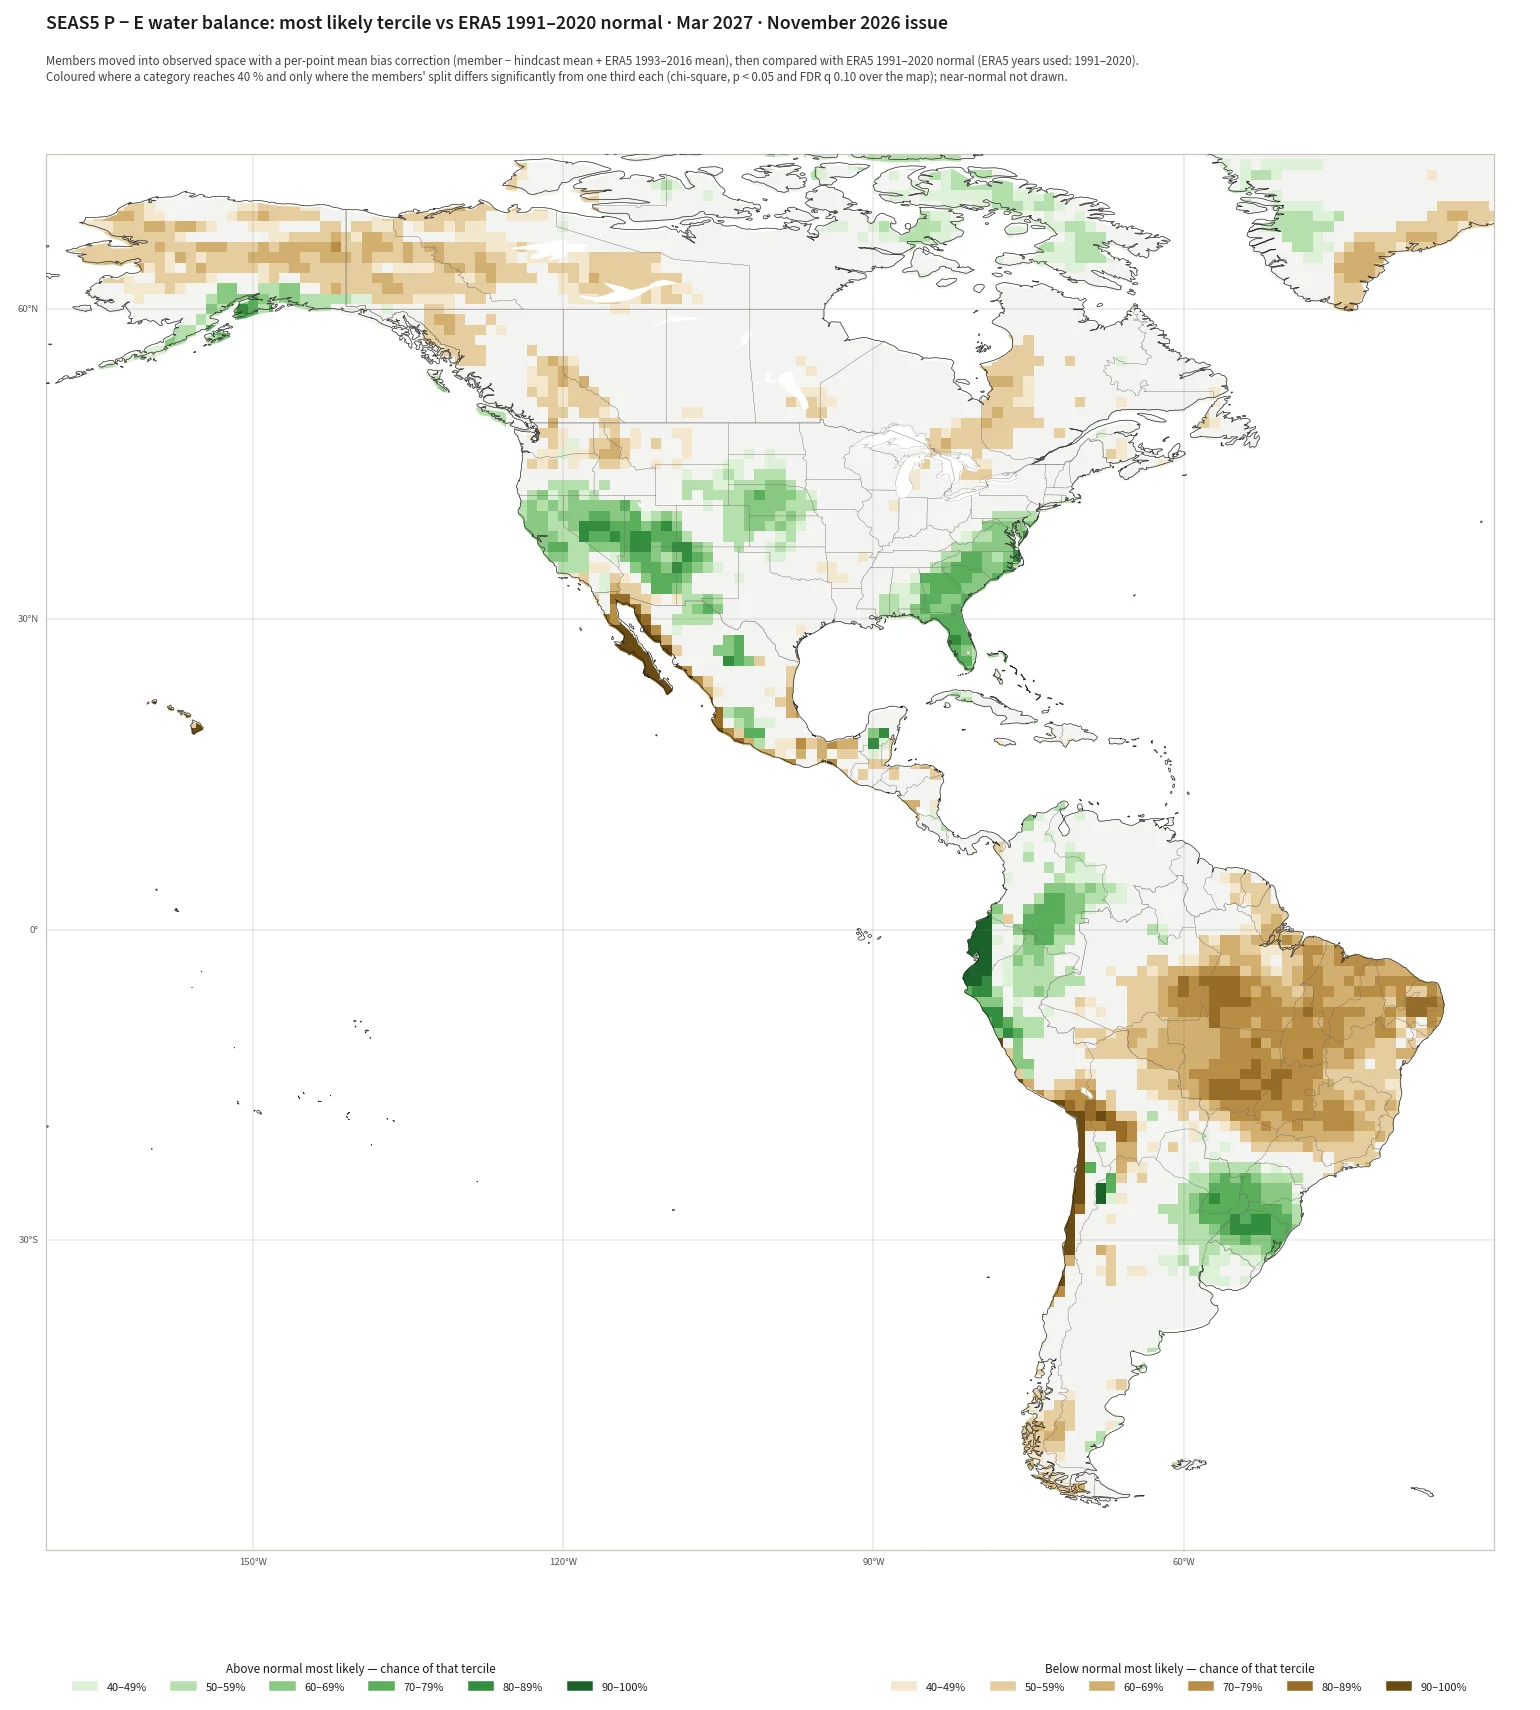 SEAS5 P − E water balance: most likely tercile vs ERA5 1991–2020 normal · Mar 2027 · November 2026 issue
Members moved into observed space with a per-point mean bias correction (member − hindcast mean + ERA5 1993–2016 mean), then compared with ERA5 1991–2020 normal (ERA5 years used: 1991–2020).
Coloured where a category reaches 40 % and only where the members' split differs significantly from one third each (chi-square, p < 0.05 and FDR q 0.10 over the map); near-normal not drawn.
60°N
30°N
0°
30°S
150°W 120°W 90°W 60°W
Above normal most likely — chance of that tercile
40–49% 50–59% 60–69% 70–79% 80–89% 90–100%
Below normal most likely — chance of that tercile
40–49% 50–59% 60–69% 70–79% 80–89% 90–100%